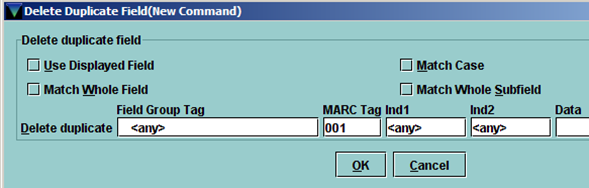 Delete Duplicate Field(New Command)
Delete duplicate field
Use Displayed Field Match Case
Match Whole Field Match Whole Subfield
Field Group Tag MARC Tag Ind1 Ind2 Data
Delete duplicate <any> 001 <any> <any>
OK Cancel